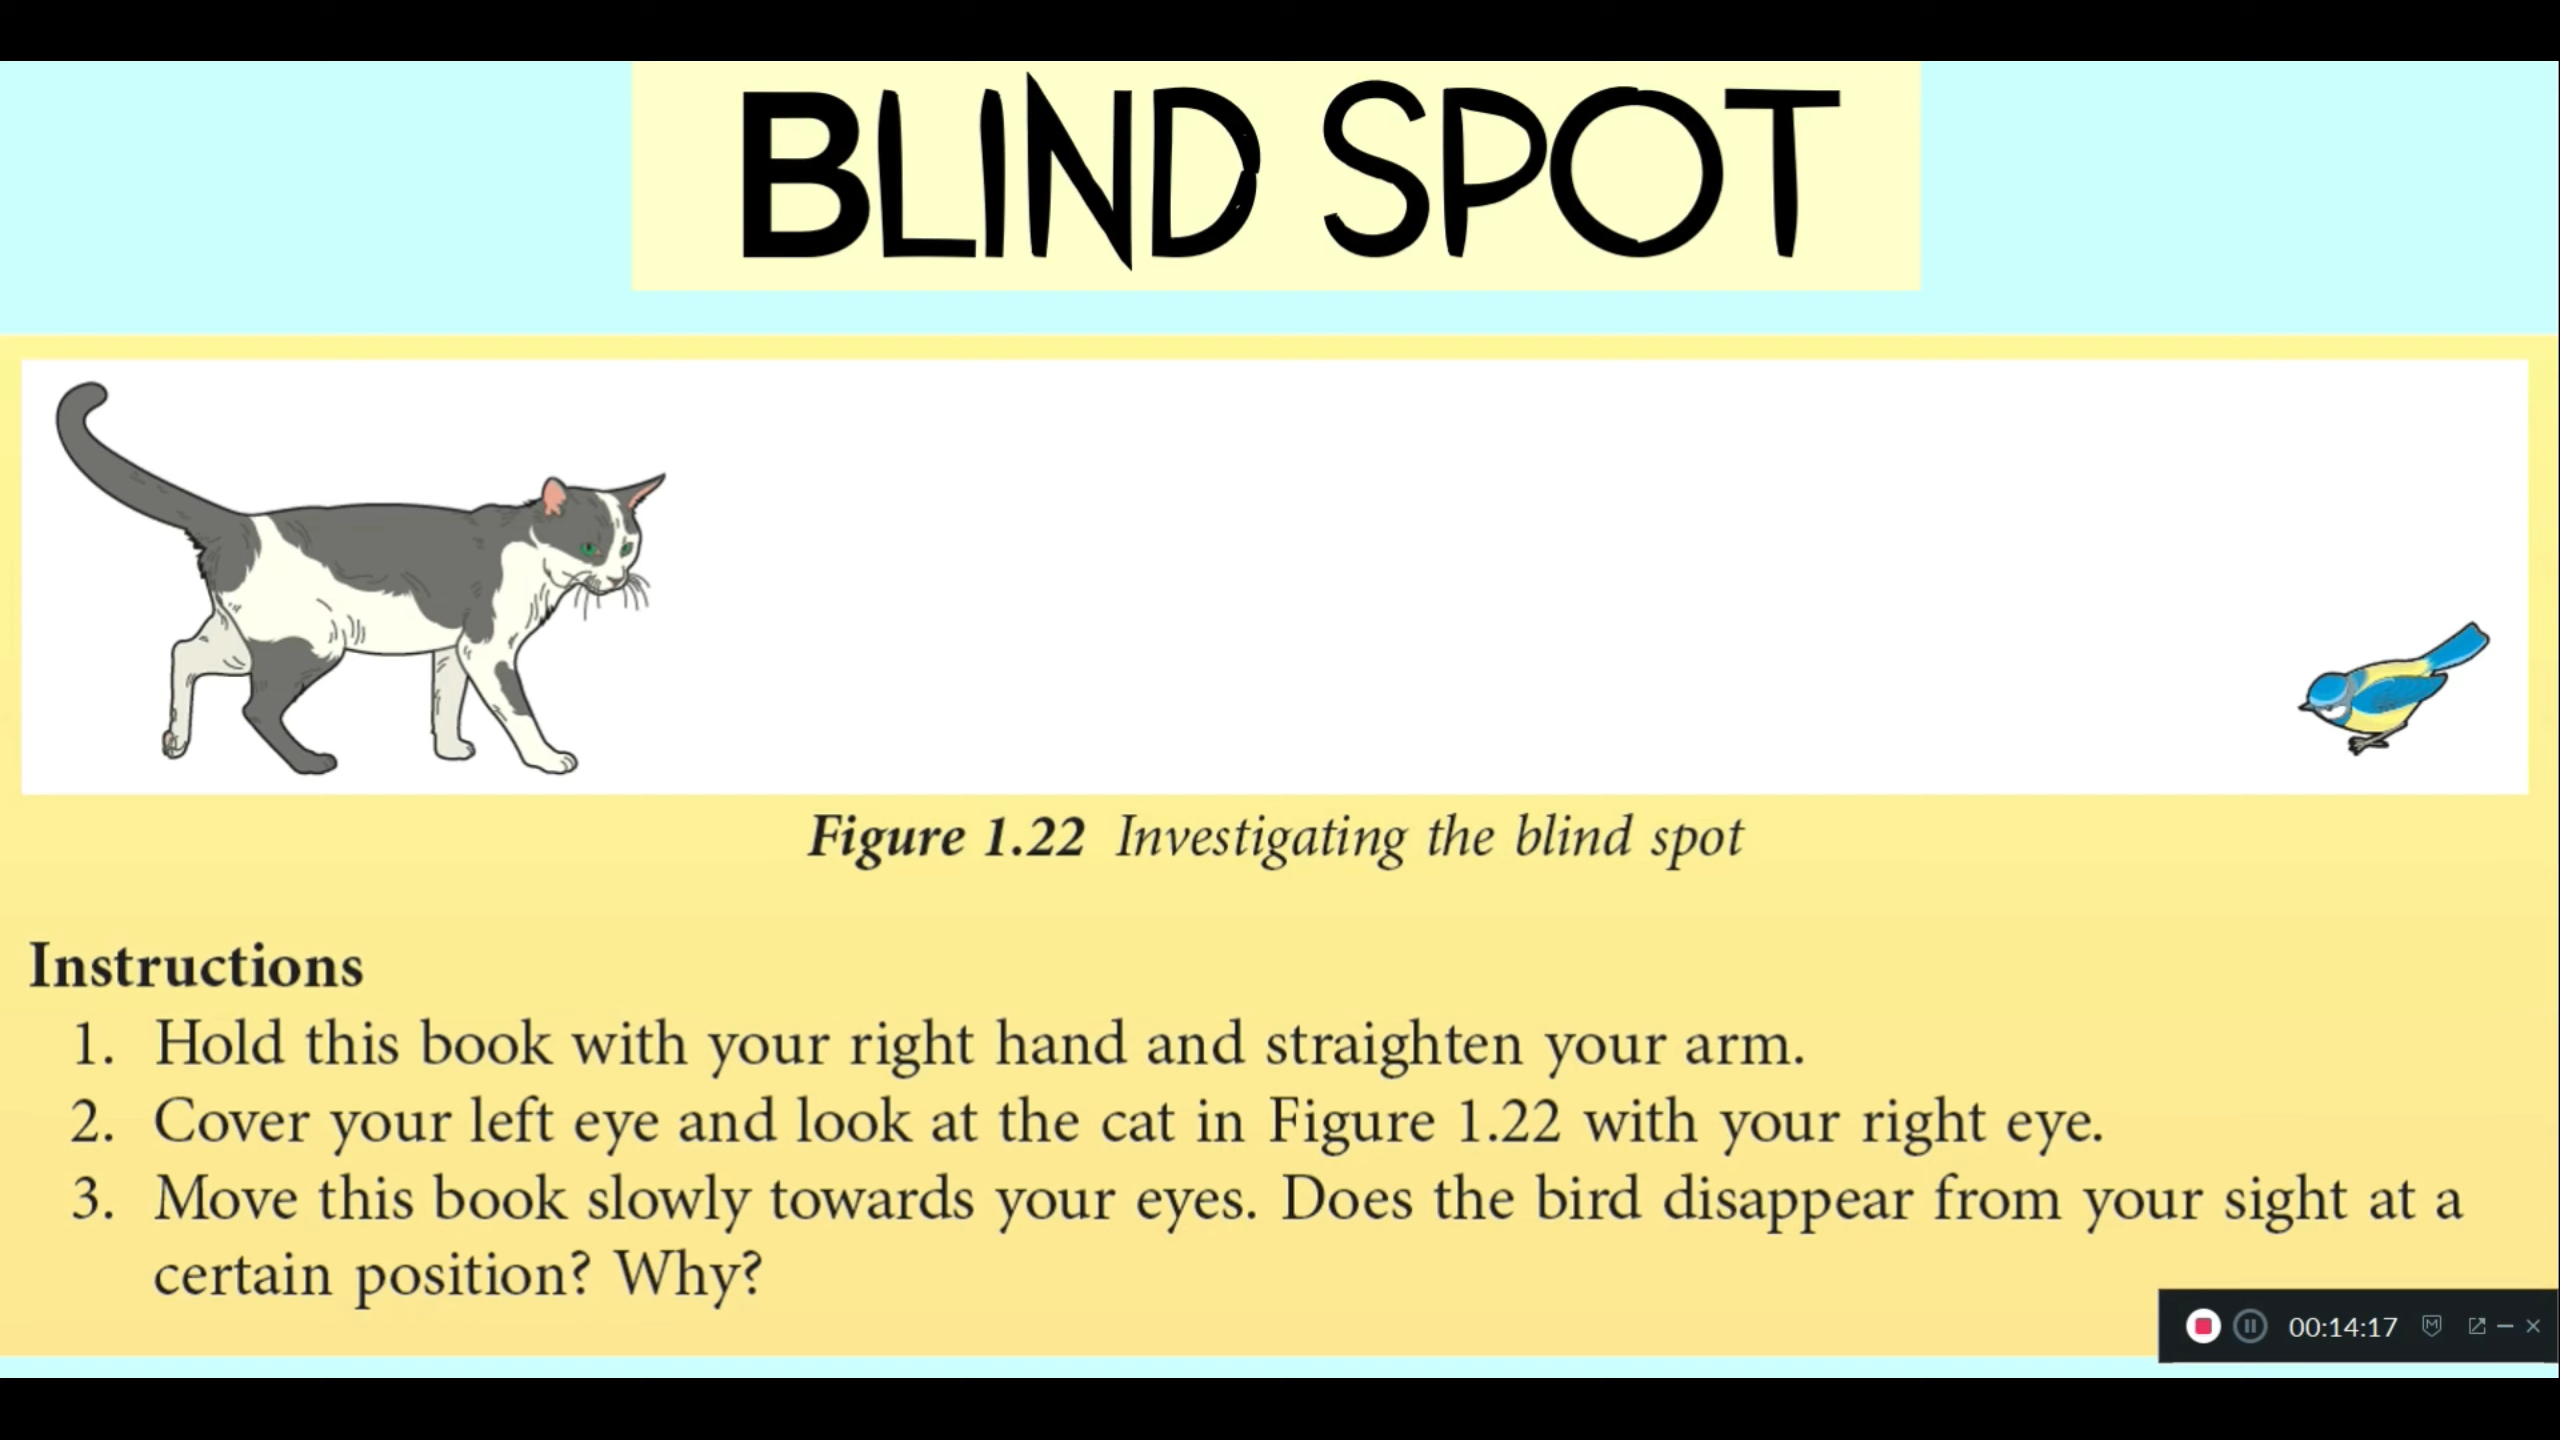 BLIND SPOT
Figure 1.22 Investigating the blind spot
Instructions
1. Hold this book with your right hand and straighten your arm.
2. Cover your left eye and look at the cat in Figure 1.22 with your right eye.
3. Move this book slowly towards your eyes. Does the bird disappear from your sight at a
certain position? Why?
00:14:17